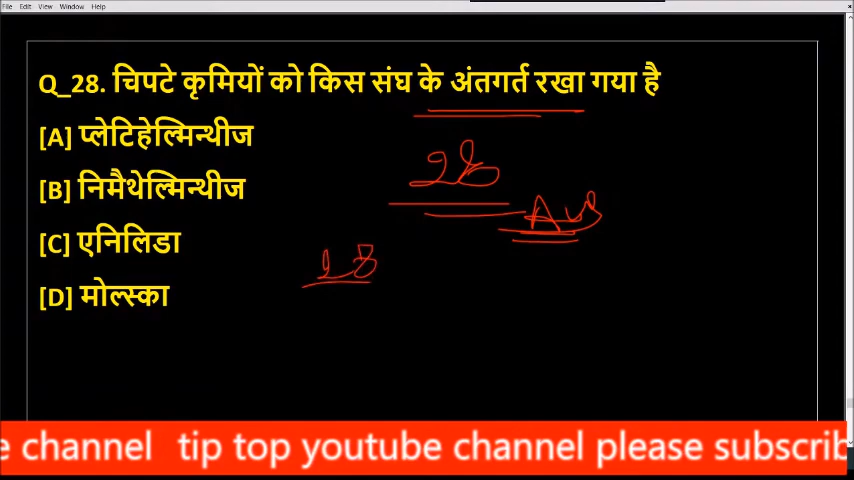 File Edit View Window Help
Q_28. चिपटे कृमियों को किस संघ के अंतगर्त रखा गया है
[A] प्लेटिहेल्मिन्थीज
[B] निमैथेल्मिन्थीज
[C] एनिलिडा
[D] मोल्स्का
28
Ans
28
e channel tip top youtube channel please subscrib